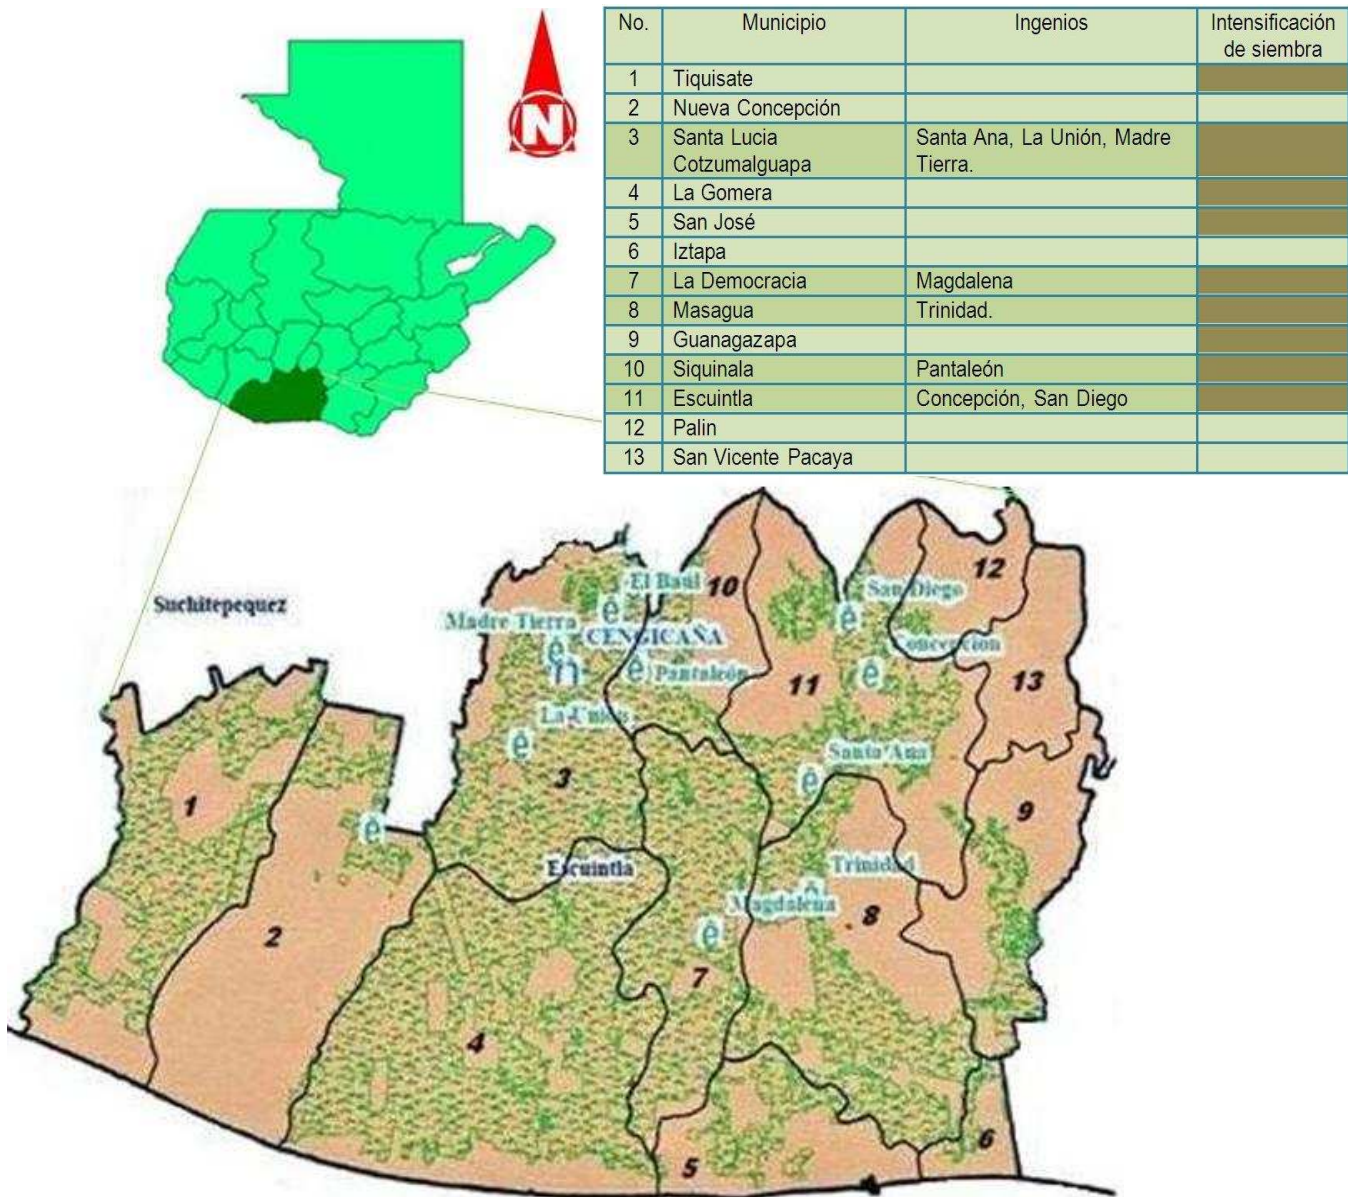 N
No. Municipio Ingenios Intensificación
de siembra
1 Tiquisate
2 Nueva Concepción
3 Santa Lucia Santa Ana, La Unión, Madre
Cotzumalguapa Tierra.
4 La Gomera
5 San José
6 Iztapa
7 La Democracia Magdalena
8 Masagua Trinidad.
9 Guanagazapa
10 Siquinala Pantaleón
11 Escuintla Concepción, San Diego
12 Palin
13 San Vicente Pacaya
Suchitepequez
El Baúl
10
San Diego
12
Madre Tierra
CENGICAÑA
Concepcion
Pantaleón
11
13
La Unión
Santa Ana
3
1
9
Escuintla
Trinidad
Magdalena
8
2
7
4
5
6